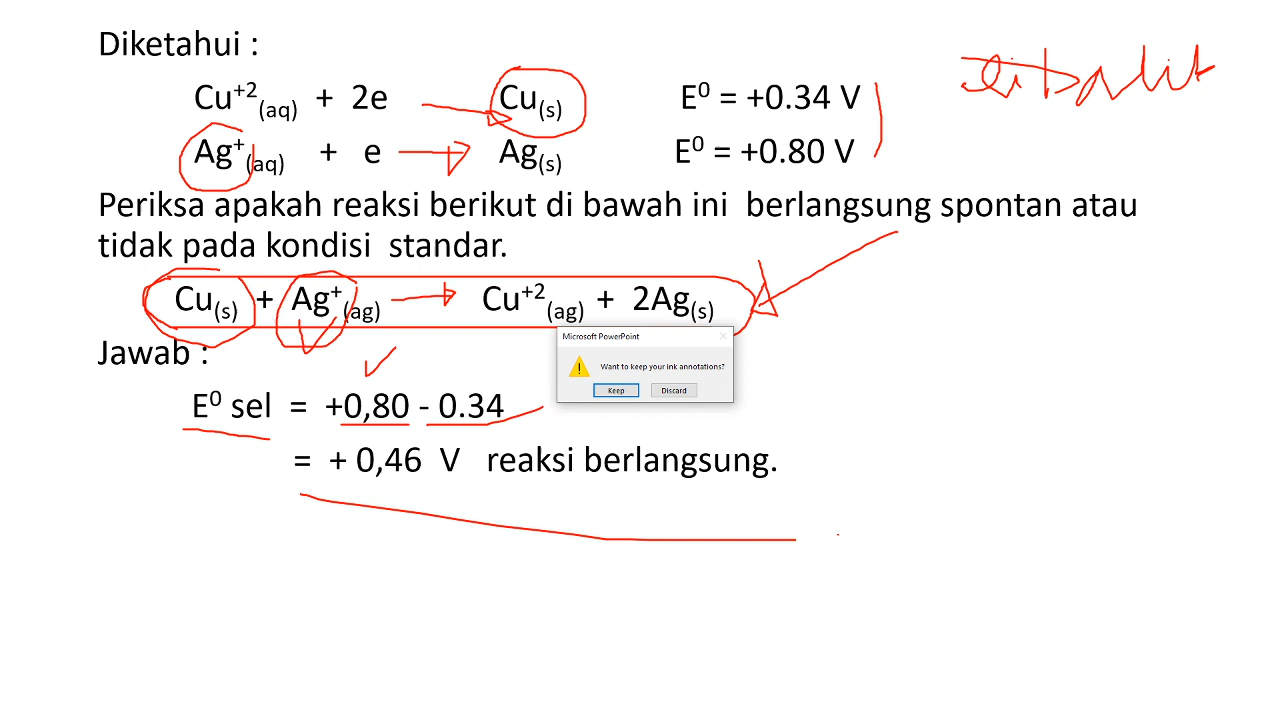 Diketahui :
dibalik
Cu⁺²(aq) + 2e → Cu(s) E⁰ = +0.34 V
Ag⁺(aq) + e → Ag(s) E⁰ = +0.80 V
Periksa apakah reaksi berikut di bawah ini berlangsung spontan atau
tidak pada kondisi standar.
Cu(s) + Ag⁺(ag) → Cu⁺²(ag) + 2Ag(s)
Jawab :
Microsoft PowerPoint
Want to keep your ink annotations?
Keep Discard
E⁰ sel = +0,80 - 0.34
= + 0,46 V reaksi berlangsung.